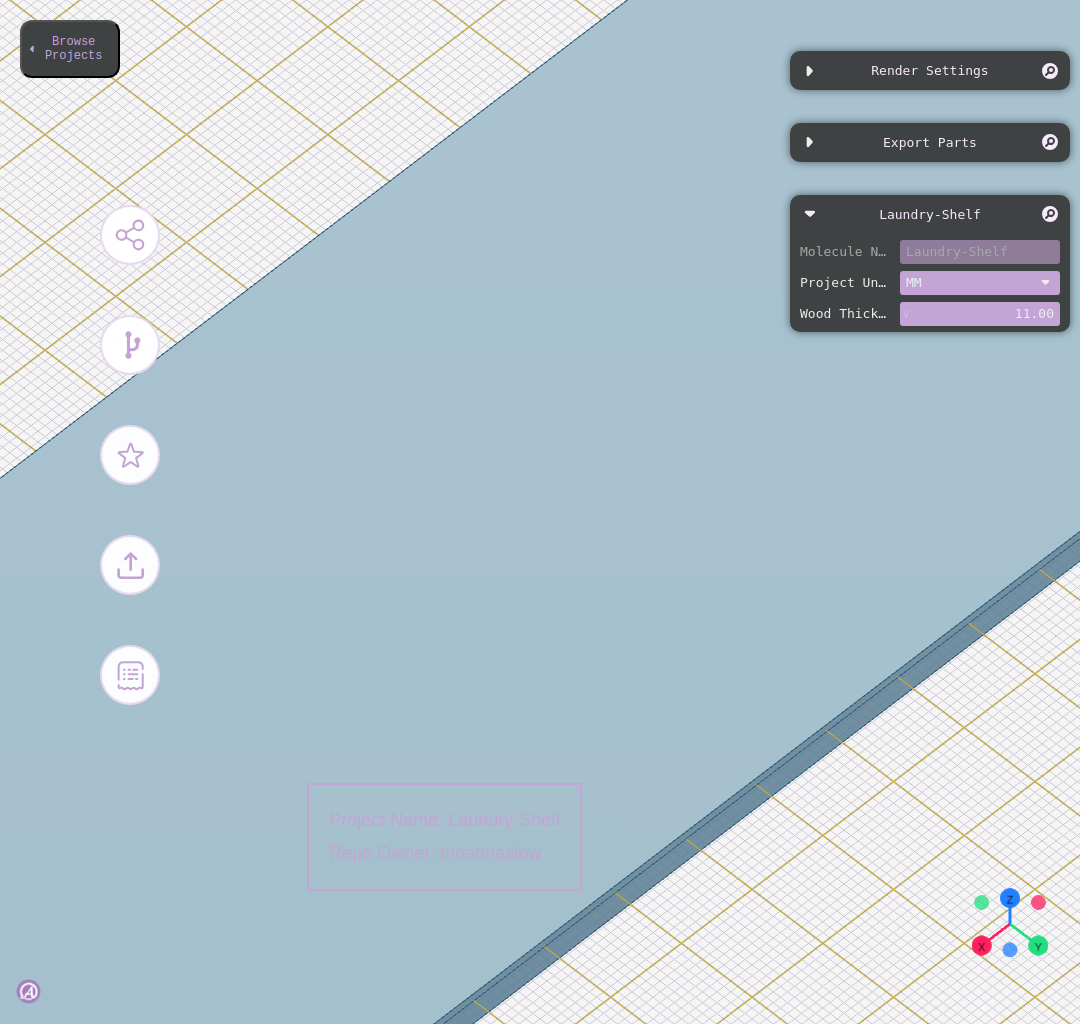 Browse
Projects
Render Settings
Export Parts
Laundry-Shelf
Molecule N… Laundry-Shelf
Project Un… MM
Wood Thick… V 11.00
Project Name: Laundry-Shelf
Repo Owner: moatmaslow
Z
X
Y
A